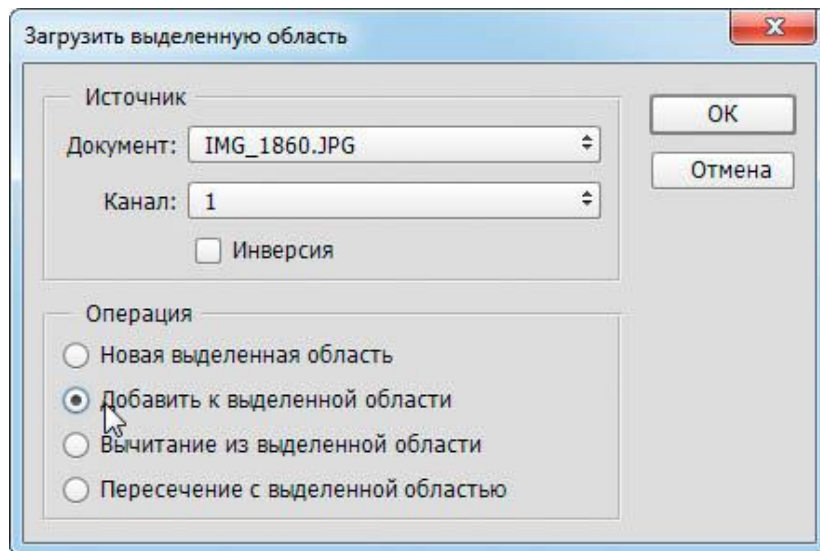 Загрузить выделенную область
Источник
OK
Документ: IMG_1860.JPG
Отмена
Канал: 1
Инверсия
Операция
Новая выделенная область
Добавить к выделенной области
Вычитание из выделенной области
Пересечение с выделенной областью